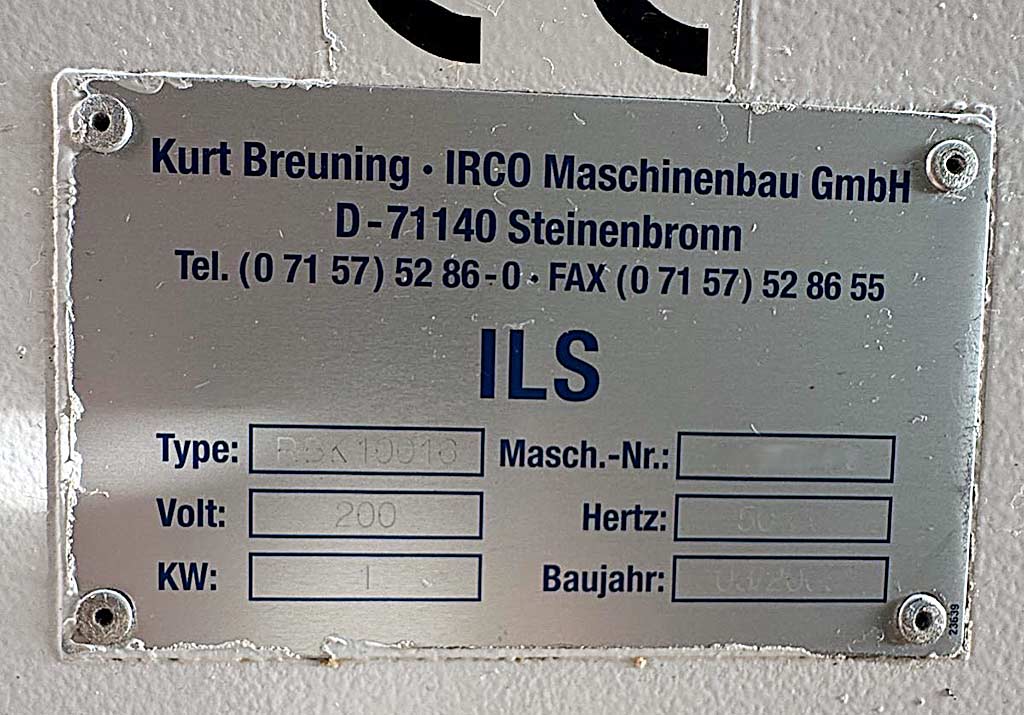 Kurt Breuning · IRCO Maschinenbau GmbH
D-71140 Steinenbronn
Tel. (0 71 57) 52 86-0 · FAX (0 71 57) 52 86 55
ILS
Type: Masch.-Nr.:
Volt: 200 Hertz:
KW: 1 Baujahr:
23639